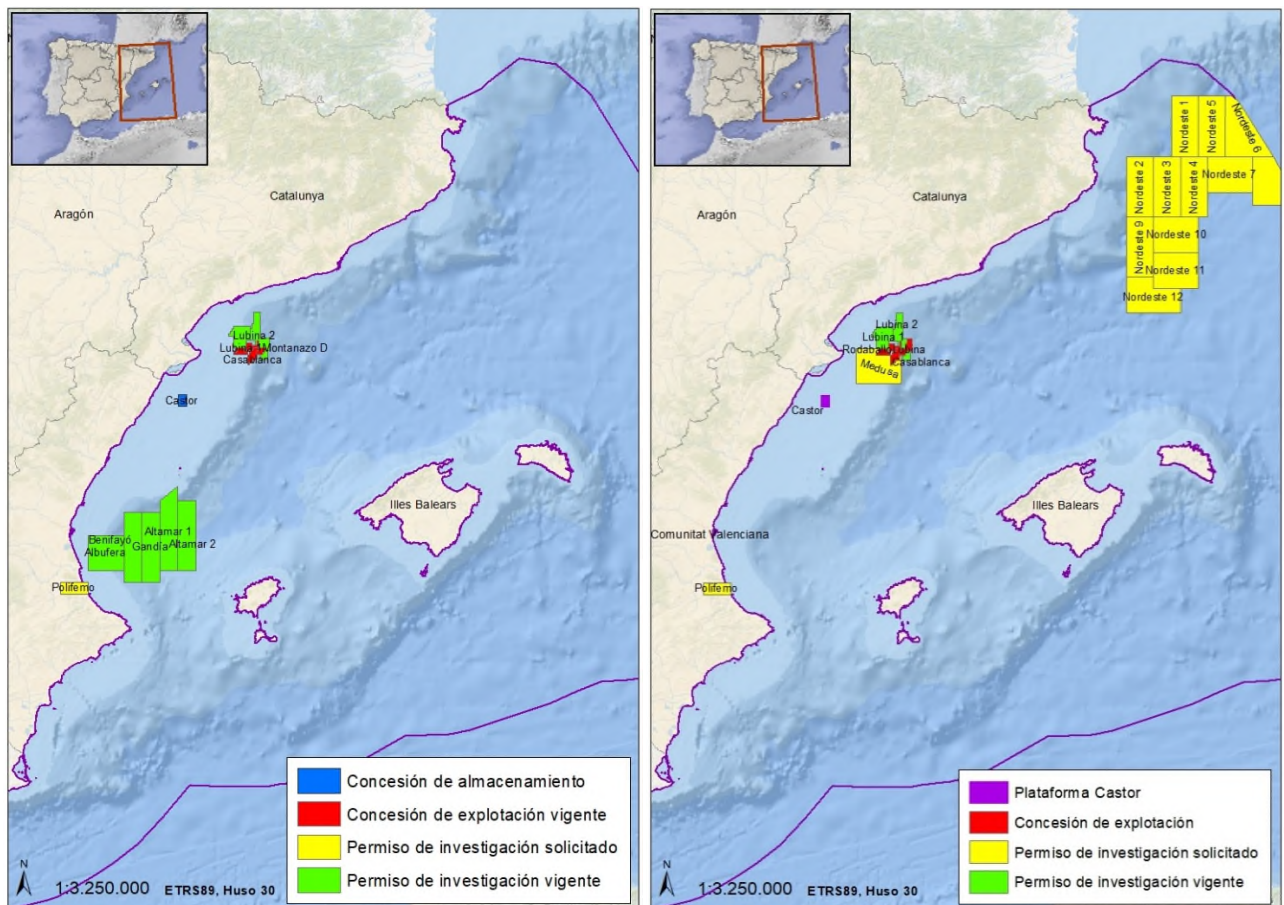 Catalunya
Aragón
Lubina 2
Lubina 1
Montanazo D
Casablanca
Castor
Illes Balears
Benifayó
Albufera
Altamar 1
Gandía
Altamar 2
Polifemo
Concesión de almacenamiento
Concesión de explotación vigente
Permiso de investigación solicitado
Permiso de investigación vigente
N
1:3.250.000 ETRS89, Huso 30
Nordeste 1
Nordeste 5
Nordeste 6
Nordeste 2
Nordeste 3
Nordeste 4
Nordeste 7
Catalunya
Aragón
Nordeste 9
Nordeste 10
Nordeste 11
Nordeste 12
Lubina 2
Lubina 1
Rodaballo
Lubina
Casablanca
Medusa
Castor
Illes Balears
Comunitat Valenciana
Polifemo
Plataforma Castor
Concesión de explotación
Permiso de investigación solicitado
Permiso de investigación vigente
N
1:3.250.000 ETRS89, Huso 30